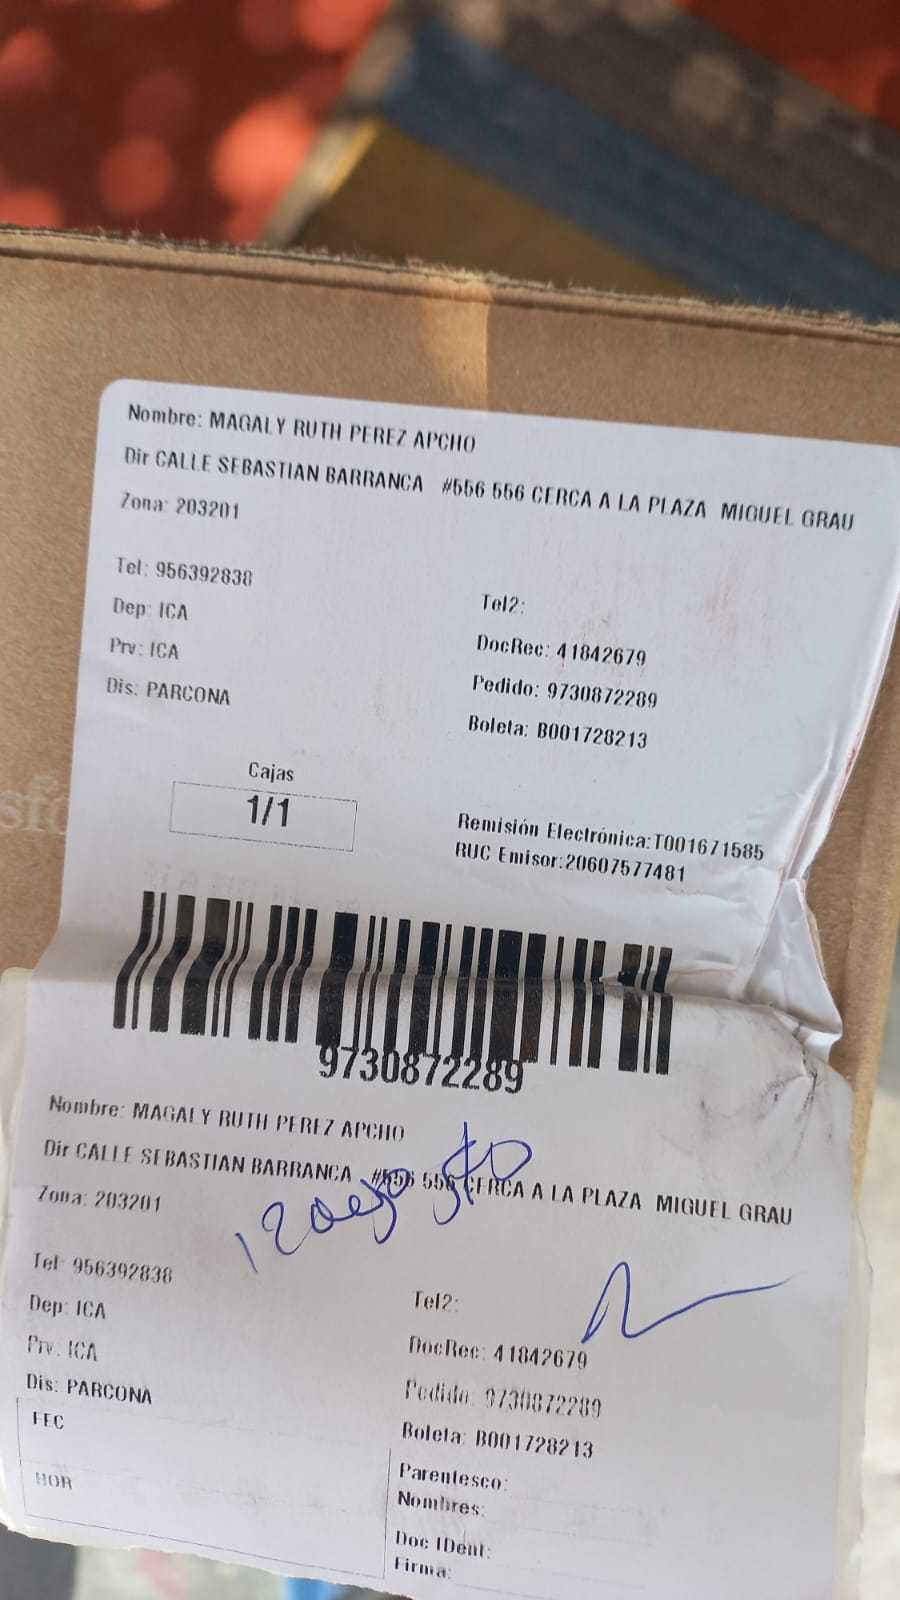 Nombre: MAGALY RUTH PEREZ APCHO
Dir CALLE SEBASTIAN BARRANCA #556 556 CERCA A LA PLAZA MIGUEL GRAU
Zona: 203201
Tel: 956392838
Tel2:
Dep: ICA
DocRec: 41842679
Prv: ICA
Pedido: 9730872289
Dis: PARCONA
Boleta: B001728213
Cajas
1/1
Remisión Electrónica:T001671585
RUC Emisor:20607577481
9730872289
Nombre: MAGALY RUTH PEREZ APCHO
Dir CALLE SEBASTIAN BARRANCA #556 556 CERCA A LA PLAZA MIGUEL GRAU
Zona: 203201
Tel: 956392838
Tel2:
Dep: ICA
DocRec: 41842679
Prv: ICA
Pedido: 9730872289
Dis: PARCONA
Boleta: B001728213
FEC
HOR
Parentesco:
Nombres:
Doc IDent:
Firma: